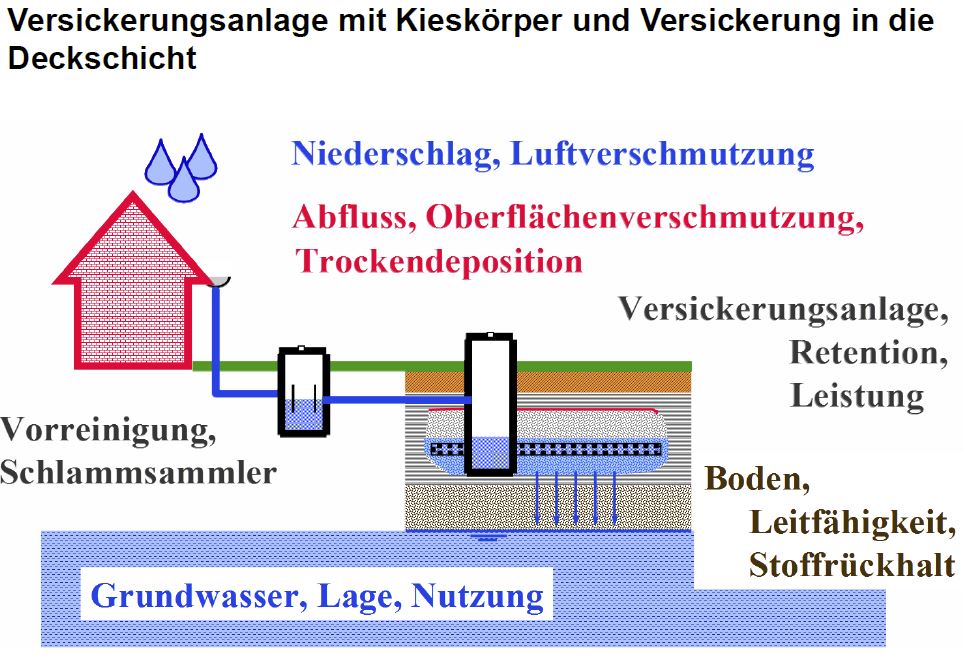 Versickerungsanlage mit Kieskörper und Versickerung in die
Deckschicht
Niederschlag, Luftverschmutzung
Abfluss, Oberflächenverschmutzung,
Trockendeposition
Versickerungsanlage,
Retention,
Leistung
Vorreinigung,
Schlammsammler
Boden,
Leitfähigkeit,
Stoffrückhalt
Grundwasser, Lage, Nutzung